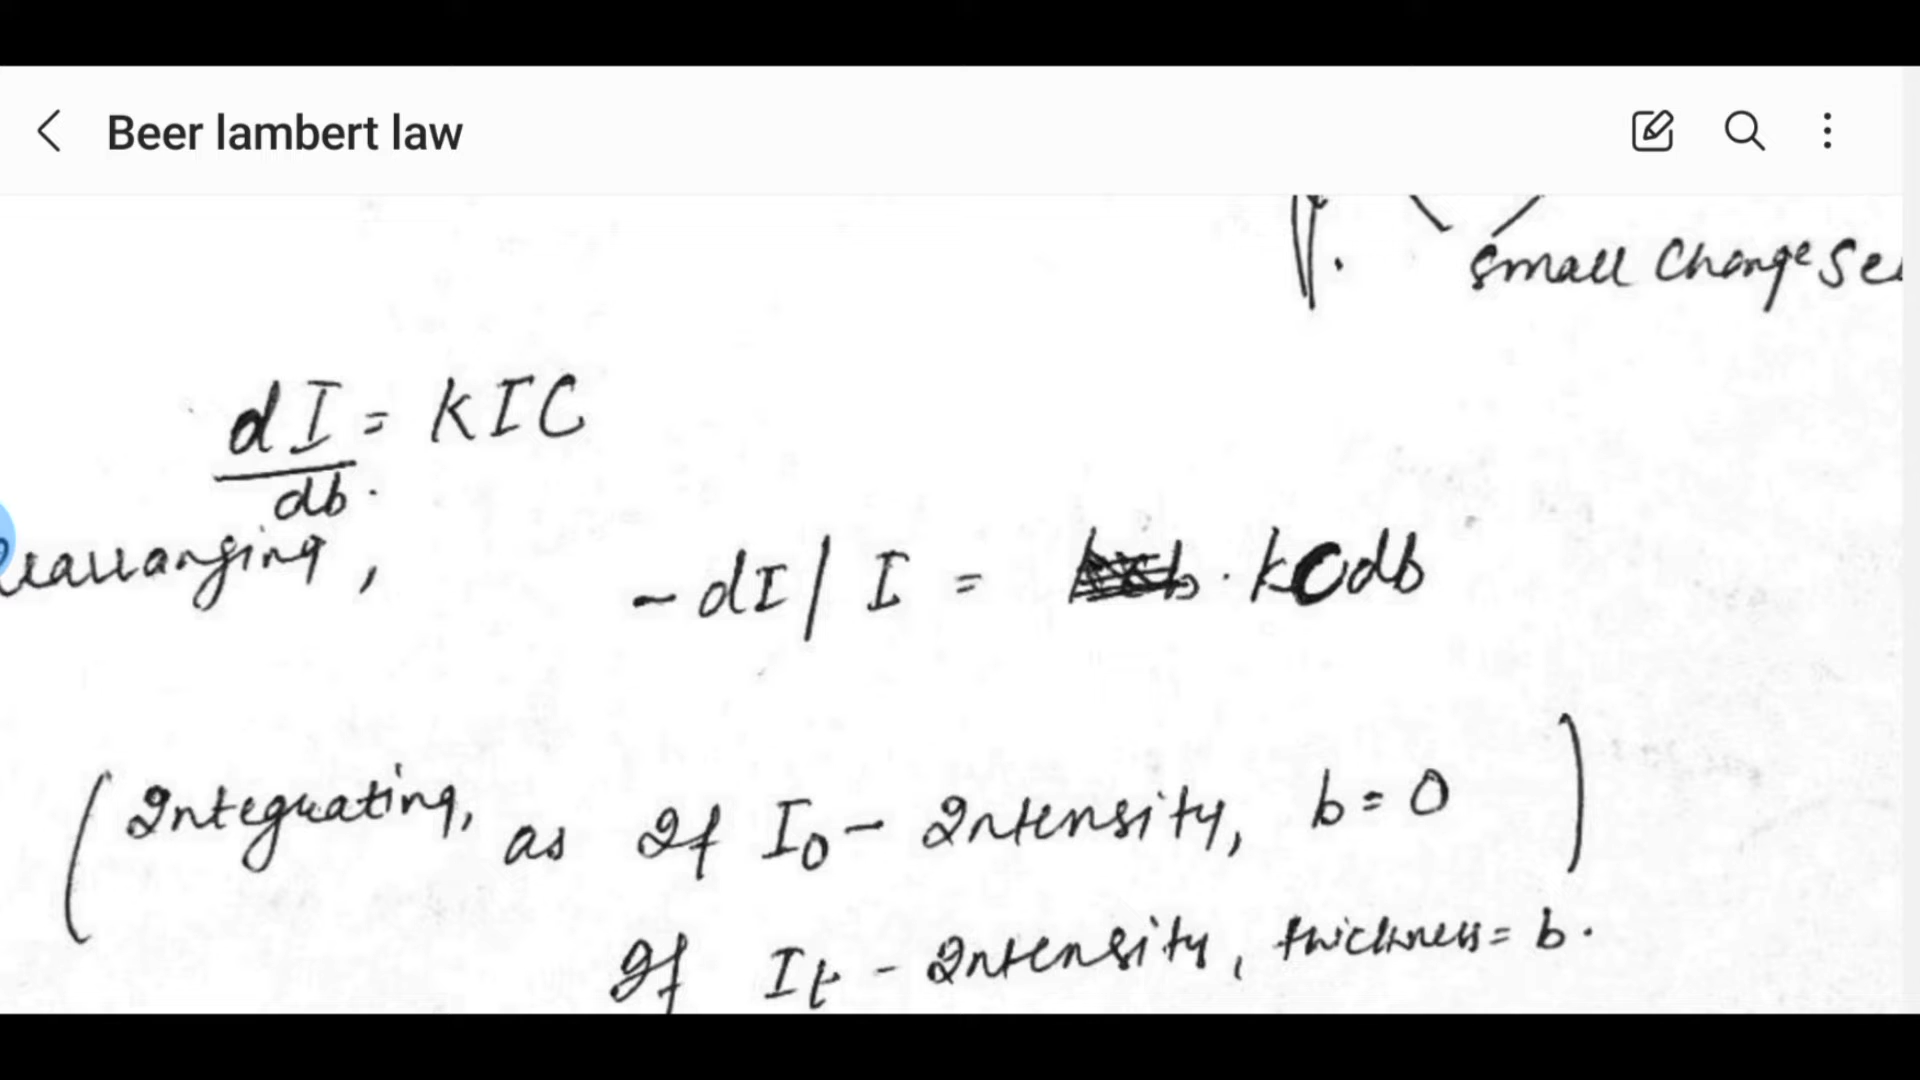 Beer lambert law
small Change Se
dI = KIC
db.
Rearranging,
-dI / I = . kCdb
(Integrating, as If I0 - Intensity, b = 0)
If It - Intensity, thickness = b.